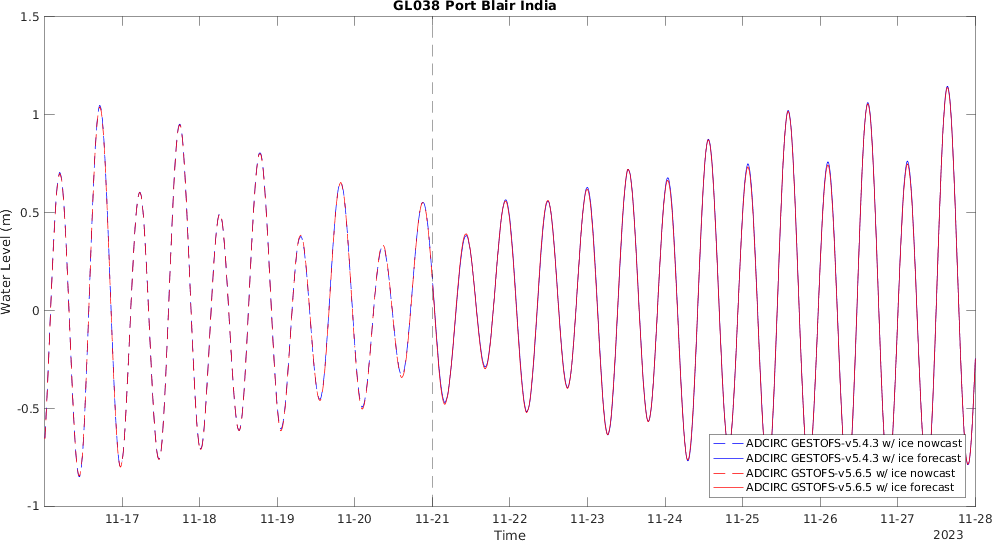 GL038 Port Blair India
1.5
1
0.5
0
-0.5
-1
Water Level (m)
ADCIRC GESTOFS-v5.4.3 w/ ice nowcast
ADCIRC GESTOFS-v5.4.3 w/ ice forecast
ADCIRC GSTOFS-v5.6.5 w/ ice nowcast
ADCIRC GSTOFS-v5.6.5 w/ ice forecast
11-17 11-18 11-19 11-20 11-21 11-22 11-23 11-24 11-25 11-26 11-27 11-28
Time
2023